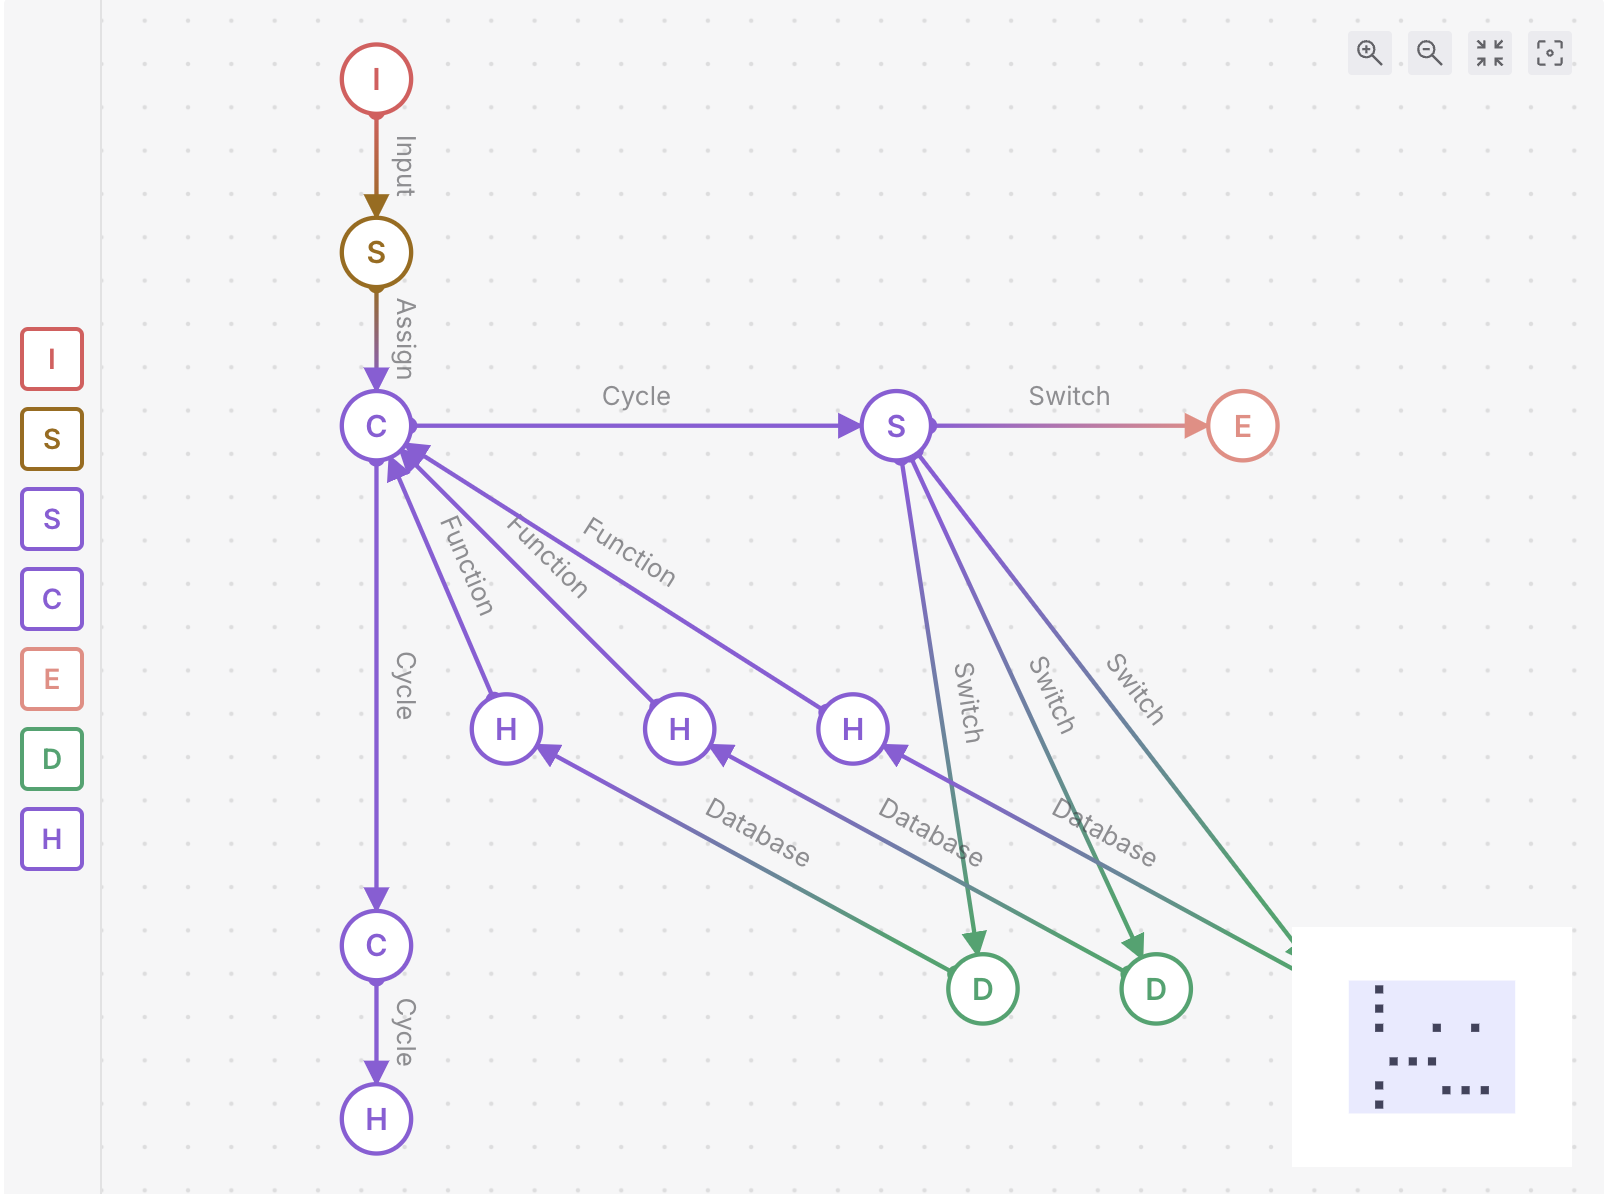 I
Input
S
Assign
C
Cycle
S
Switch
E
Function
Function
Function
Cycle
H
H
H
Switch
Switch
Switch
Database
Database
Database
C
D
D
Cycle
H
I
S
S
C
E
D
H